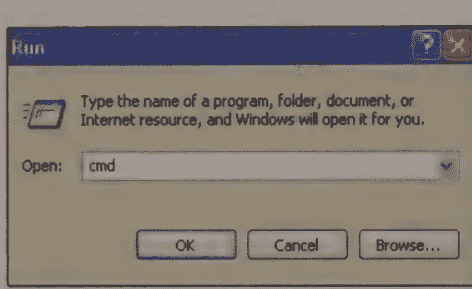 Run
Type the name of a program, folder, document, or
Internet resource, and Windows will open it for you.
Open: cmd
OK Cancel Browse...